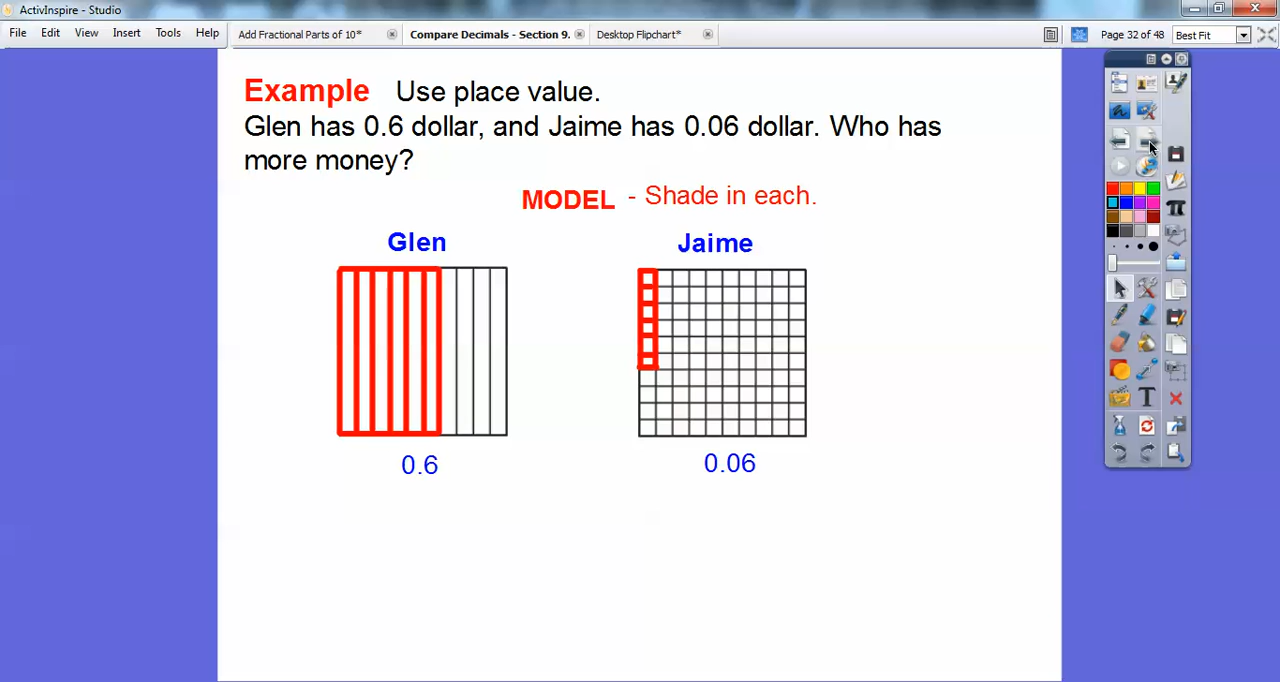 ActivInspire - Studio
File Edit View Insert Tools Help
Add Fractional Parts of 10*
Compare Decimals - Section 9.
Desktop Flipchart*
Page 32 of 48
Best Fit
Example Use place value.
Glen has 0.6 dollar, and Jaime has 0.06 dollar. Who has
more money?
MODEL - Shade in each.
Glen
Jaime
0.6
0.06